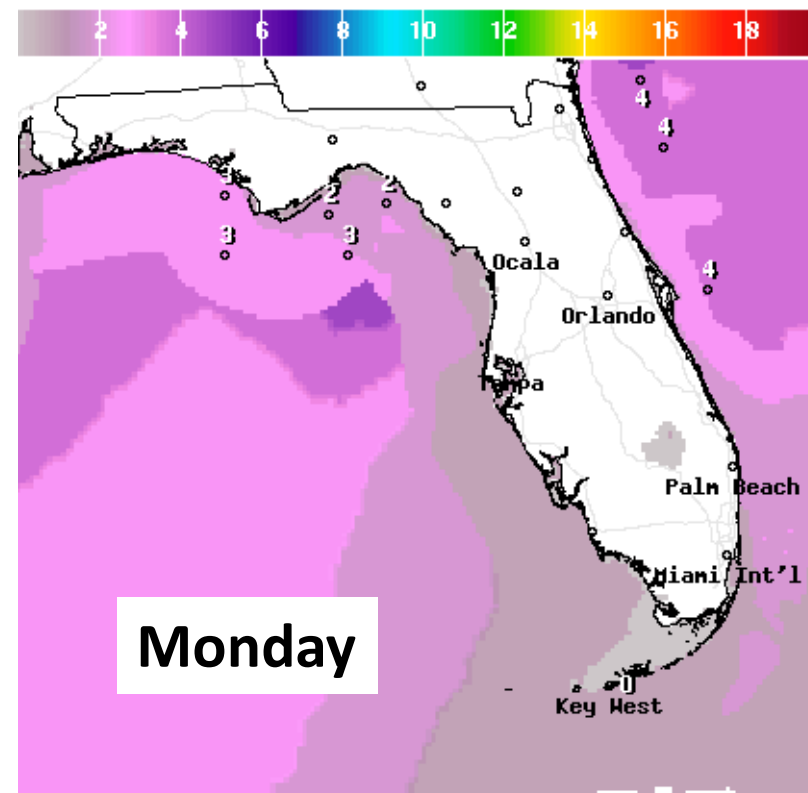 2 4 6 8 10 12 14 16 18
4
4
3
2 2
3 3
Ocala
4
Orlando
Tampa
Palm Beach
Miami Int'l
Monday
0
Key West